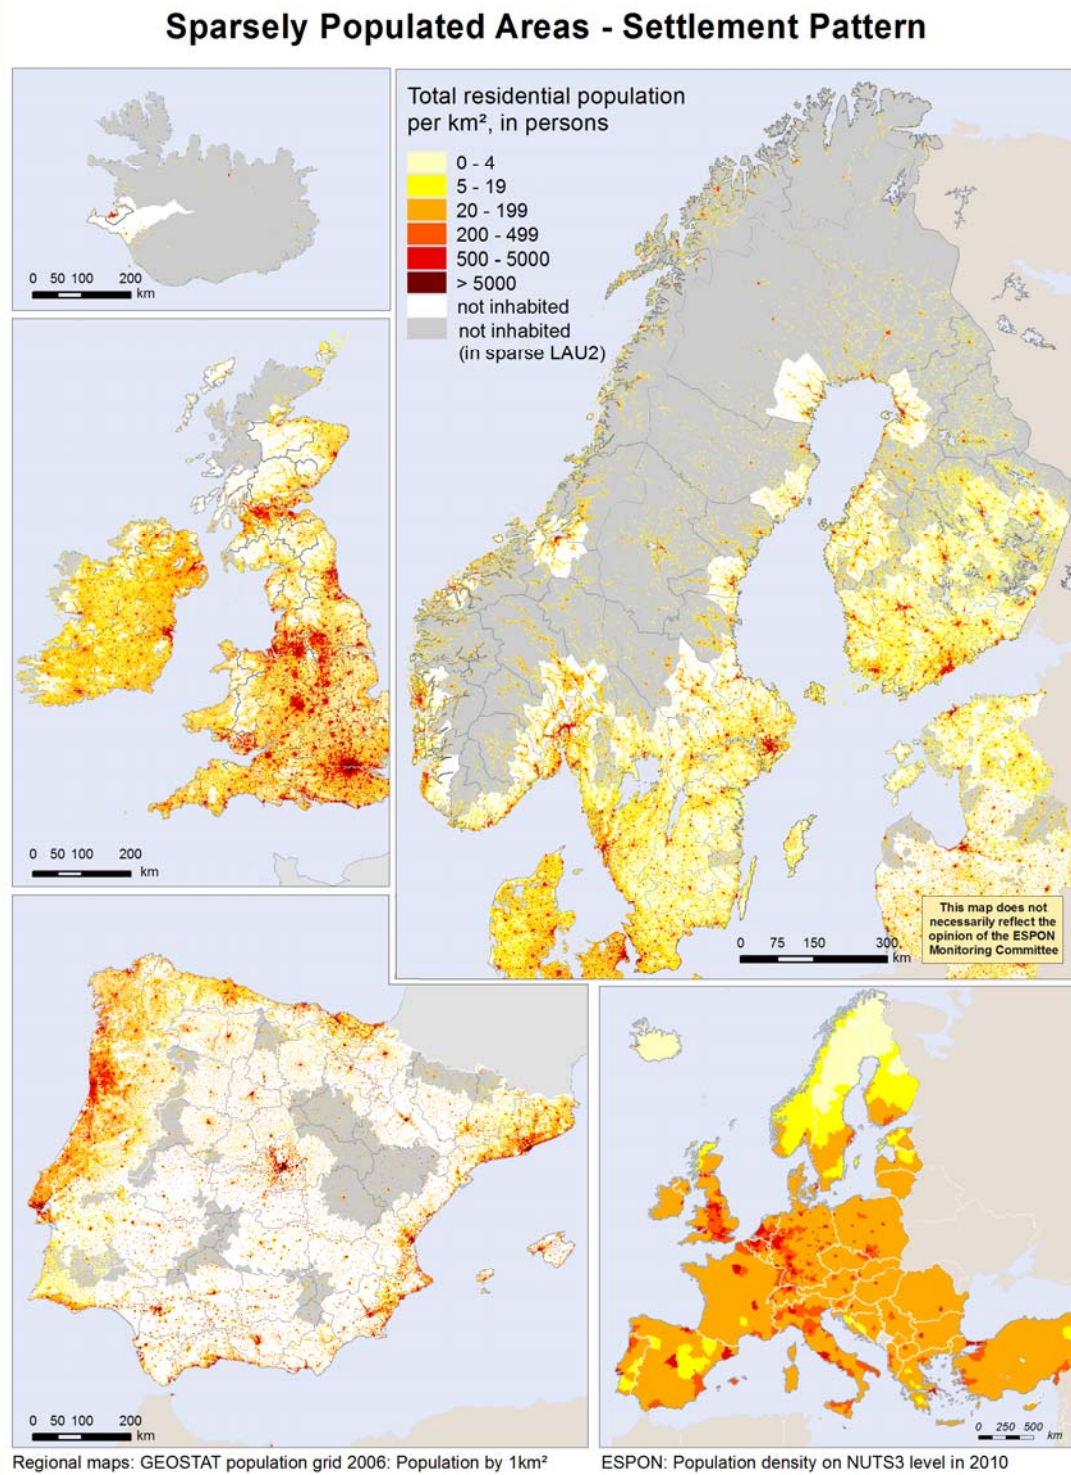 Sparsely Populated Areas - Settlement Pattern
0 50 100 200
km
Total residential population
per km², in persons
0 - 4
5 - 19
20 - 199
200 - 499
500 - 5000
> 5000
not inhabited
not inhabited
(in sparse LAU2)
0 50 100 200
km
This map does not
necessarily reflect the
opinion of the ESPON
Monitoring Committee
0 75 150 300
km
0 50 100 200
km
0 250 500
km
Regional maps: GEOSTAT population grid 2006: Population by 1km²
ESPON: Population density on NUTS3 level in 2010